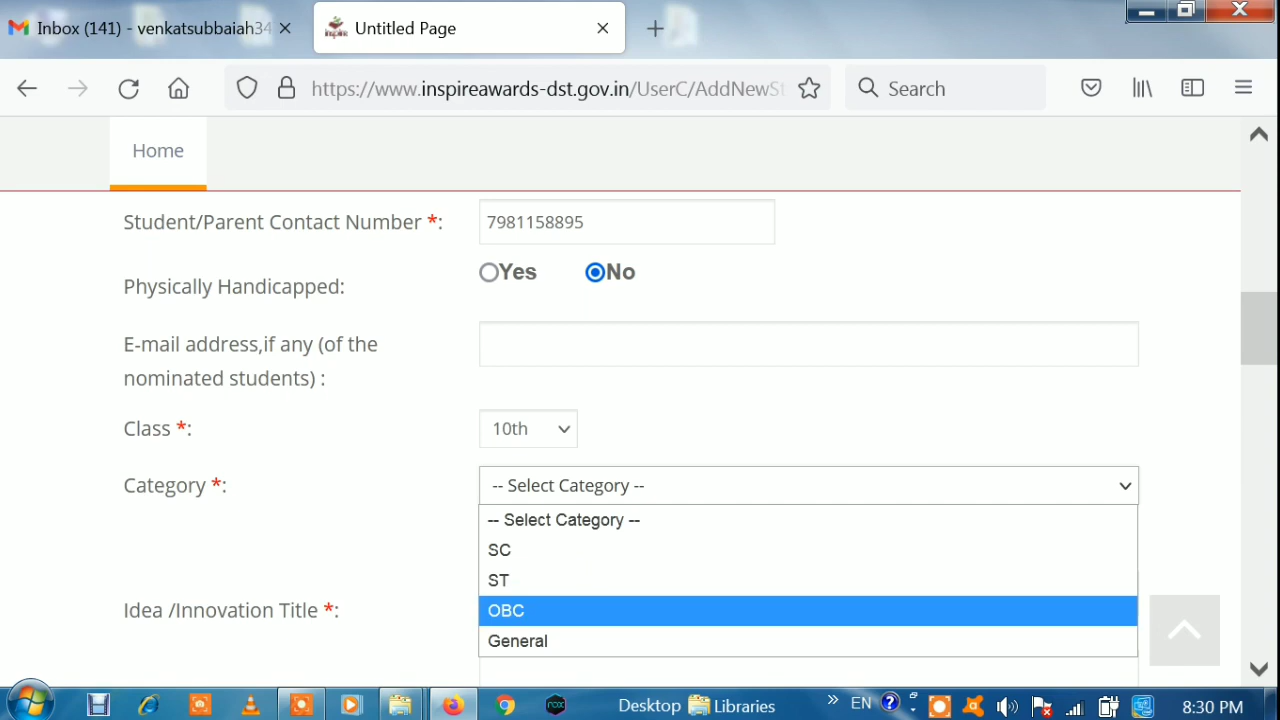 Inbox (141) - venkatsubbaiah34
Untitled Page
https://www.inspireawards-dst.gov.in/UserC/AddNewSt
Search
Home
Student/Parent Contact Number *:
7981158895
Physically Handicapped:
Yes
No
E-mail address,if any (of the
nominated students) :
Class *:
10th
Category *:
-- Select Category --
-- Select Category --
SC
ST
OBC
Idea /Innovation Title *:
General
Desktop
Libraries
»
EN
8:30 PM